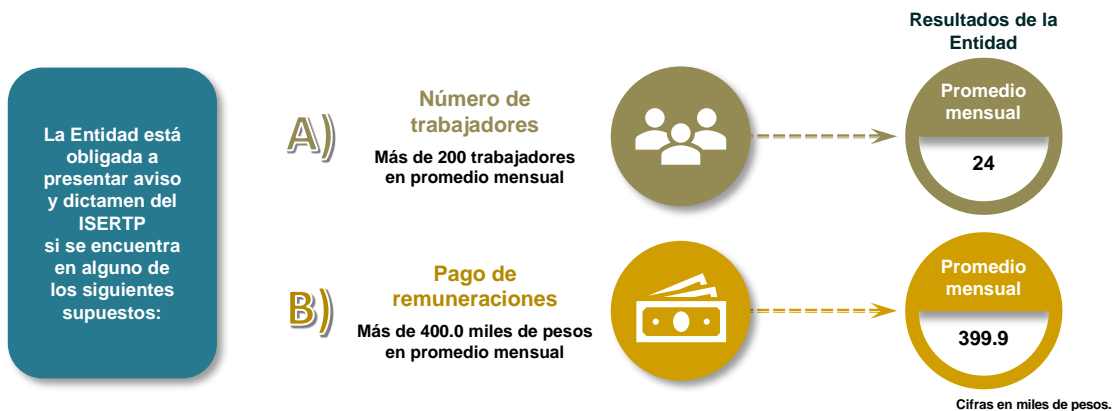 La Entidad está
obligada a
presentar aviso
y dictamen del
ISERTP
si se encuentra
en alguno de
los siguientes
supuestos:
A)
Número de
trabajadores
Más de 200 trabajadores
en promedio mensual
Resultados de la
Entidad
Promedio
mensual
24
B)
Pago de
remuneraciones
Más de 400.0 miles de pesos
en promedio mensual
Promedio
mensual
399.9
Cifras en miles de pesos.